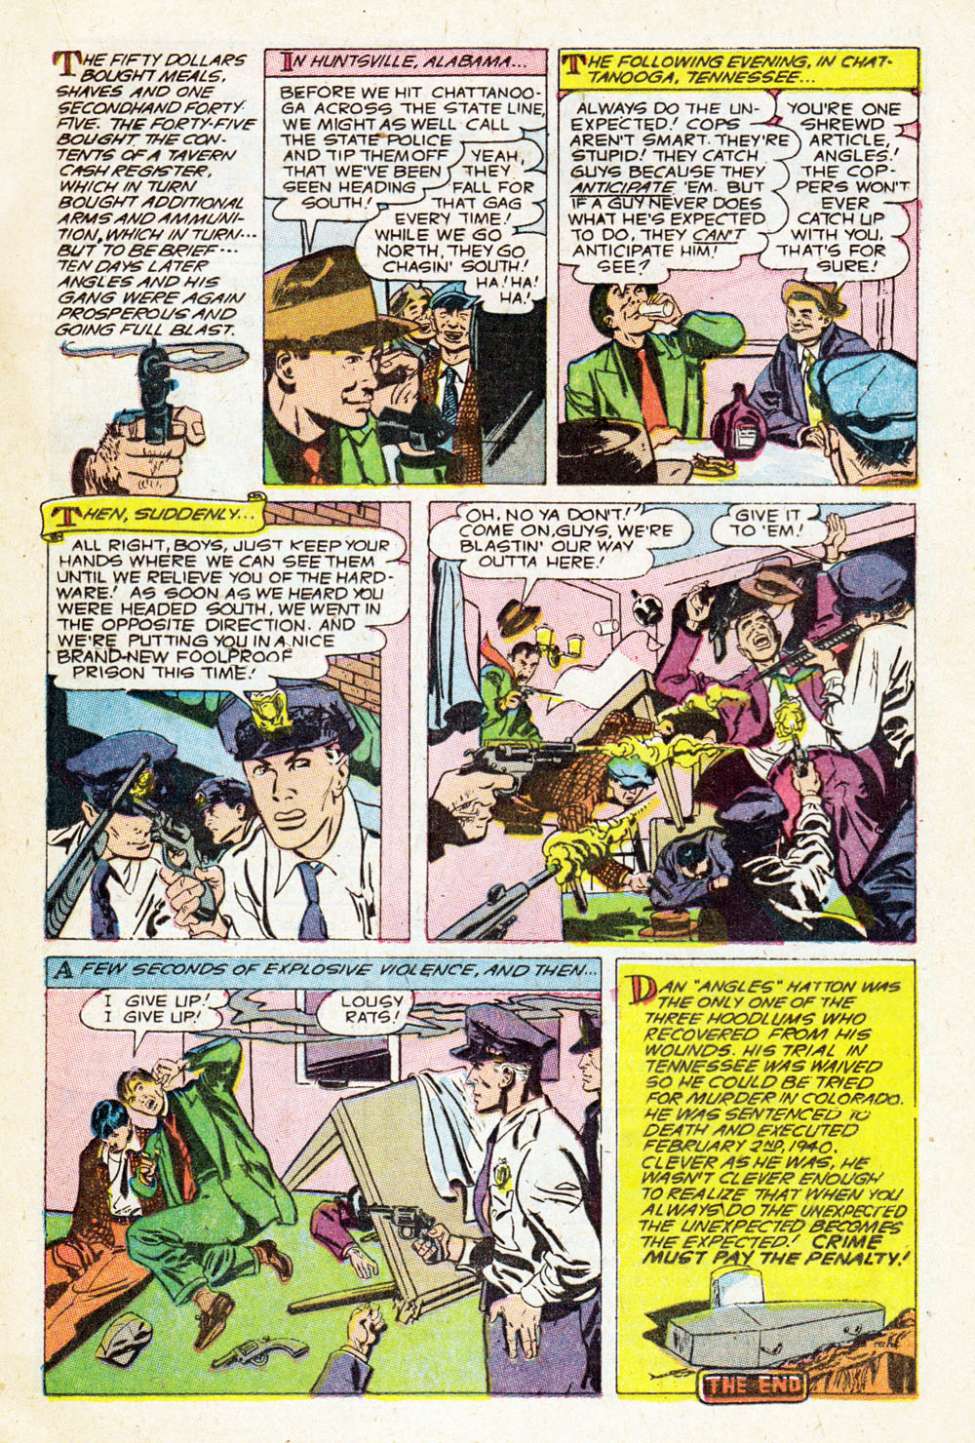 THE FIFTY DOLLARS
BOUGHT MEALS,
SHAVES AND ONE
SECONDHAND FORTY-
FIVE. THE FORTY-FIVE
BOUGHT THE CON-
TENTS OF A TAVERN
CASH REGISTER,
WHICH IN TURN
BOUGHT ADDITIONAL
ARMS AND AMMUNI-
TION, WHICH IN TURN...
BUT TO BE BRIEF...
TEN DAYS LATER
ANGLES AND HIS
GANG WERE AGAIN
PROSPEROUS AND
GOING FULL BLAST.
IN HUNTSVILLE, ALABAMA...
BEFORE WE HIT CHATTANOO-
GA ACROSS THE STATE LINE,
WE MIGHT AS WELL CALL
THE STATE POLICE
AND TIP THEM OFF
THAT WE'VE BEEN
SEEN HEADING
SOUTH!
YEAH,
THEY
FALL FOR
THAT GAG
EVERY TIME!
WHILE WE GO
NORTH, THEY GO
CHASIN' SOUTH!
HA! HA!
HA!
THE FOLLOWING EVENING, IN CHAT-
TANOOGA, TENNESSEE...
ALWAYS DO THE UN-
EXPECTED! COPS
AREN'T SMART. THEY'RE
STUPID! THEY CATCH
GUYS BECAUSE THEY
ANTICIPATE 'EM. BUT
IF A GUY NEVER DOES
WHAT HE'S EXPECTED
TO DO, THEY CAN'T
ANTICIPATE HIM!
SEE?
YOU'RE ONE
SHREWD
ARTICLE,
ANGLES!
THE COP-
PERS WON'T
EVER
CATCH UP
WITH YOU.
THAT'S FOR
SURE!
THEN, SUDDENLY...
ALL RIGHT, BOYS, JUST KEEP YOUR
HANDS WHERE WE CAN SEE THEM
UNTIL WE RELIEVE YOU OF THE HARD-
WARE! AS SOON AS WE HEARD YOU
WERE HEADED SOUTH, WE WENT IN
THE OPPOSITE DIRECTION. AND
WE'RE PUTTING YOU IN A NICE
BRAND-NEW FOOLPROOF
PRISON THIS TIME!
OH, NO YA DON'T!
COME ON, GUYS, WE'RE
BLASTIN' OUR WAY
OUTTA HERE!
GIVE IT
TO 'EM!
A FEW SECONDS OF EXPLOSIVE VIOLENCE, AND THEN...
I GIVE UP!
I GIVE UP!
LOUSY
RATS!
DAN "ANGLES" HATTON WAS
THE ONLY ONE OF THE
THREE HOODLUMS WHO
RECOVERED FROM HIS
WOUNDS. HIS TRIAL IN
TENNESSEE WAS WAIVED
SO HE COULD BE TRIED
FOR MURDER IN COLORADO.
HE WAS SENTENCED TO
DEATH AND EXECUTED
FEBRUARY 2ND, 1940.
CLEVER AS HE WAS, HE
WASN'T CLEVER ENOUGH
TO REALIZE THAT WHEN YOU
ALWAYS DO THE UNEXPECTED
THE UNEXPECTED BECOMES
THE EXPECTED! CRIME
MUST PAY THE PENALTY!
THE END